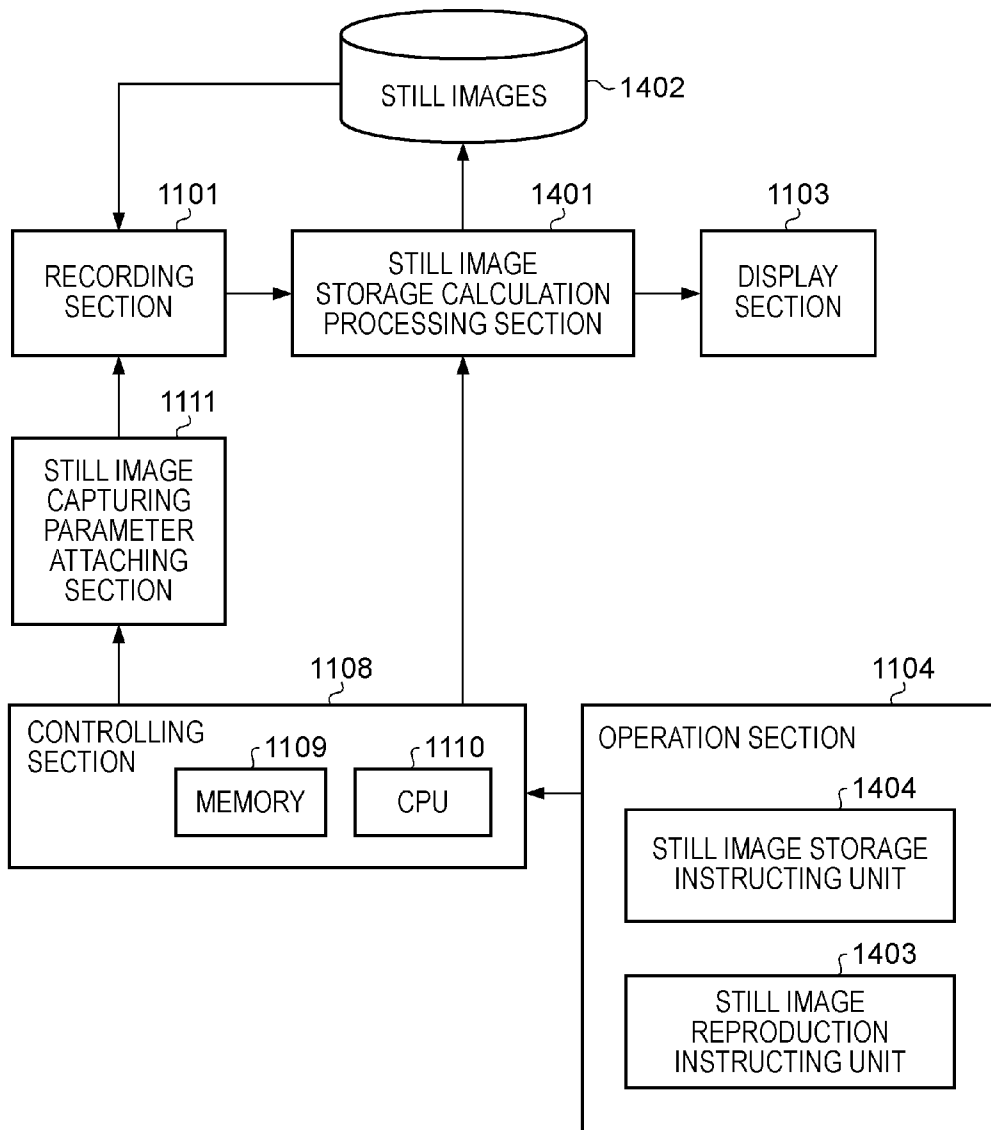 STILL IMAGES
1402
1101
RECORDING
SECTION
1401
STILL IMAGE
STORAGE CALCULATION
PROCESSING SECTION
1103
DISPLAY
SECTION
1111
STILL IMAGE
CAPTURING
PARAMETER
ATTACHING
SECTION
1108
CONTROLLING
SECTION
1109
MEMORY
1110
CPU
1104
OPERATION SECTION
1404
STILL IMAGE STORAGE
INSTRUCTING UNIT
1403
STILL IMAGE
REPRODUCTION
INSTRUCTING UNIT